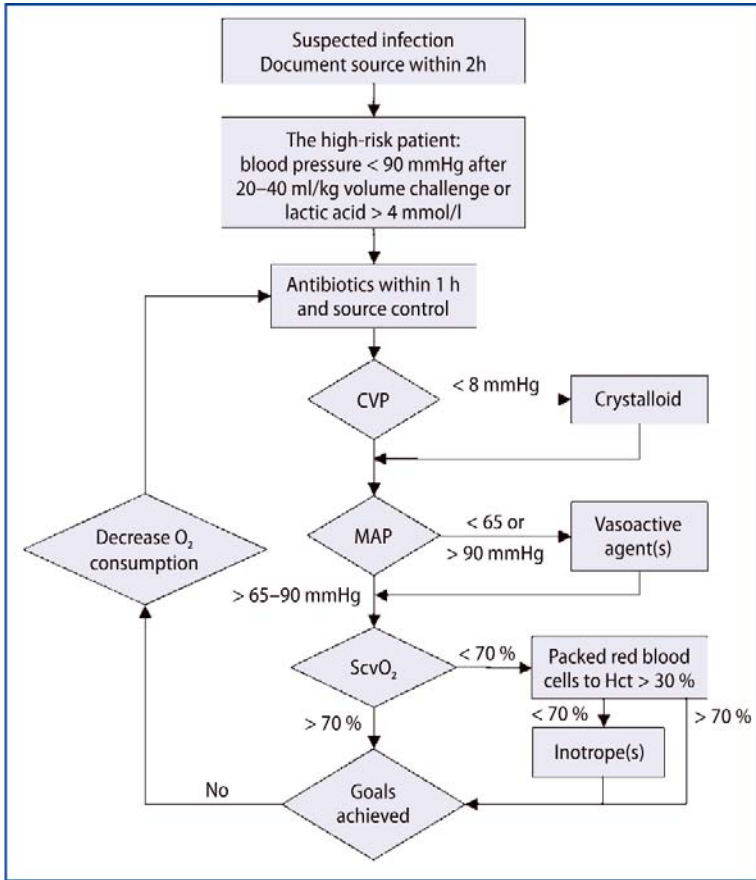 Suspected infection
Document source within 2h
The high-risk patient:
blood pressure < 90 mmHg after
20–40 ml/kg volume challenge or
lactic acid > 4 mmol/l
Antibiotics within 1 h
and source control
CVP
< 8 mmHg
Crystalloid
MAP
< 65 or
> 90 mmHg
Vasoactive
agent(s)
Decrease O₂
consumption
> 65–90 mmHg
ScvO₂
< 70 %
Packed red blood
cells to Hct > 30 %
> 70 %
< 70 %
> 70 %
Inotrope(s)
No
Goals
achieved